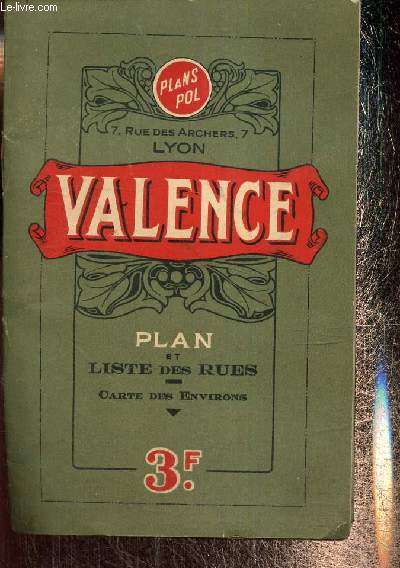 Le-livre.com
PLANS
POL
7, RUE DES ARCHERS, 7
LYON
VALENCE
PLAN
ET
LISTE DES RUES
CARTE DES ENVIRONS
3.F